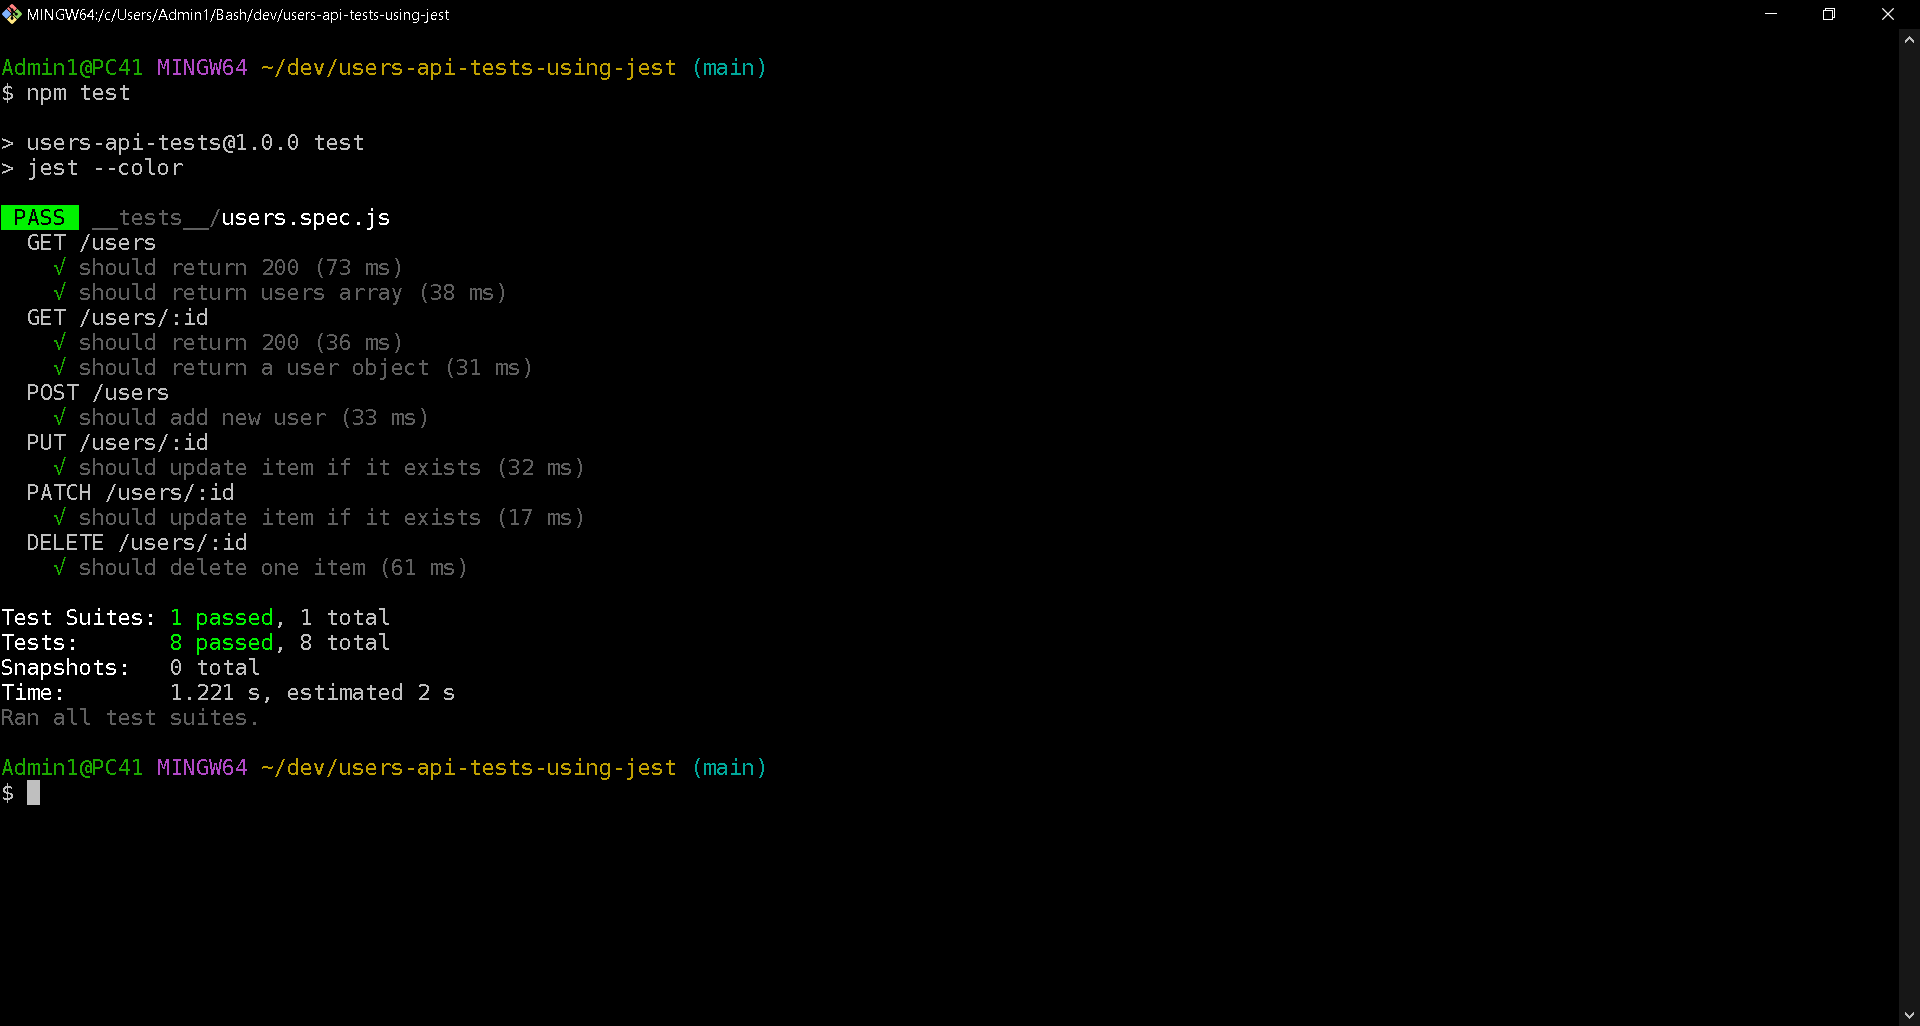 MINGW64:/c/Users/Admin1/Bash/dev/users-api-tests-using-jest
Admin1@PC41 MINGW64 ~/dev/users-api-tests-using-jest (main)
$ npm test
> users-api-tests@1.0.0 test
> jest --color
PASS __tests__/users.spec.js
GET /users
√ should return 200 (73 ms)
√ should return users array (38 ms)
GET /users/:id
√ should return 200 (36 ms)
√ should return a user object (31 ms)
POST /users
√ should add new user (33 ms)
PUT /users/:id
√ should update item if it exists (32 ms)
PATCH /users/:id
√ should update item if it exists (17 ms)
DELETE /users/:id
√ should delete one item (61 ms)
Test Suites: 1 passed, 1 total
Tests: 8 passed, 8 total
Snapshots: 0 total
Time: 1.221 s, estimated 2 s
Ran all test suites.
Admin1@PC41 MINGW64 ~/dev/users-api-tests-using-jest (main)
$